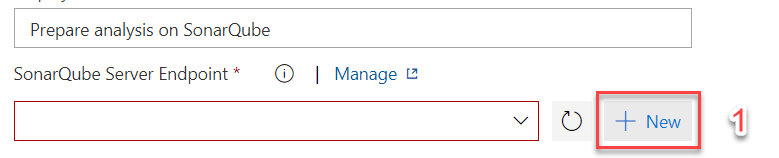 Prepare analysis on SonarQube
SonarQube Server Endpoint * | Manage
New 1